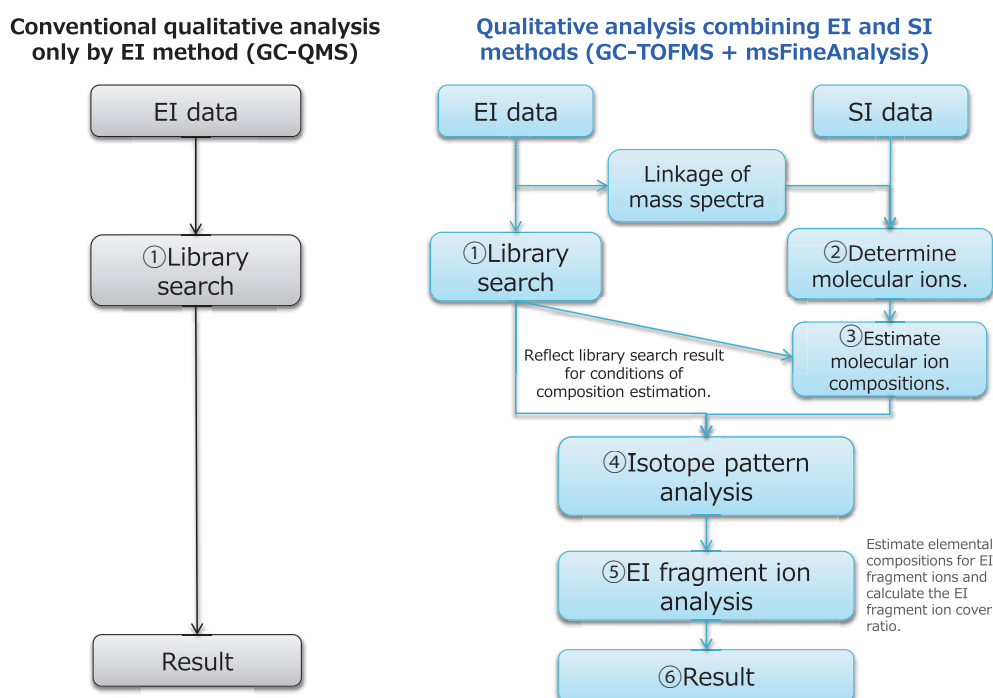 Conventional qualitative analysis
only by EI method (GC-QMS)
EI data
①Library
search
Result
Qualitative analysis combining EI and SI
methods (GC-TOFMS + msFineAnalysis)
EI data
SI data
Linkage of
mass spectra
①Library
search
②Determine
molecular ions.
③Estimate
molecular ion
compositions.
Reflect library search result
for conditions of
composition estimation.
④Isotope pattern
analysis
⑤EI fragment ion
analysis
Estimate elemental
compositions for EI
fragment ions and
calculate the EI
fragment ion cover
ratio.
⑥Result